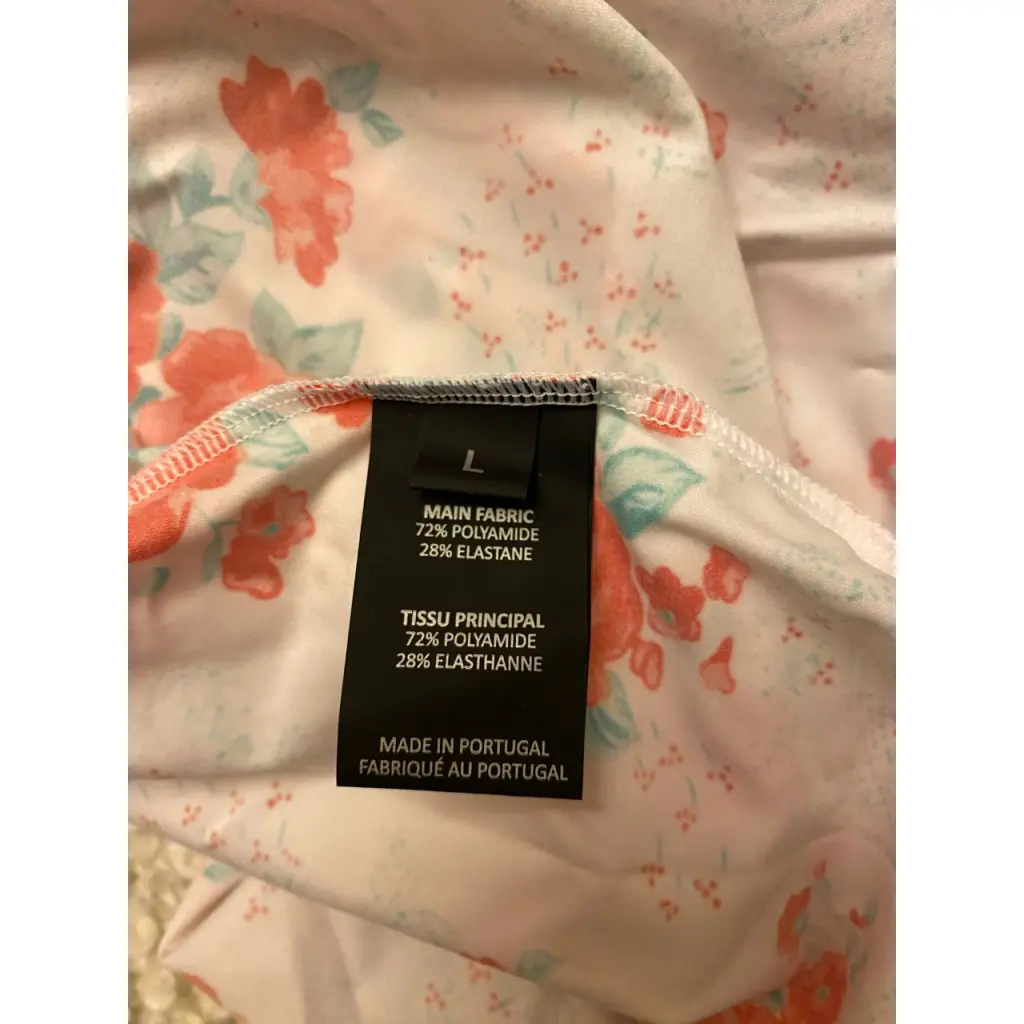 L
MAIN FABRIC
72% POLYAMIDE
28% ELASTANE
TISSU PRINCIPAL
72% POLYAMIDE
28% ELASTHANNE
MADE IN PORTUGAL
FABRIQUÉ AU PORTUGAL